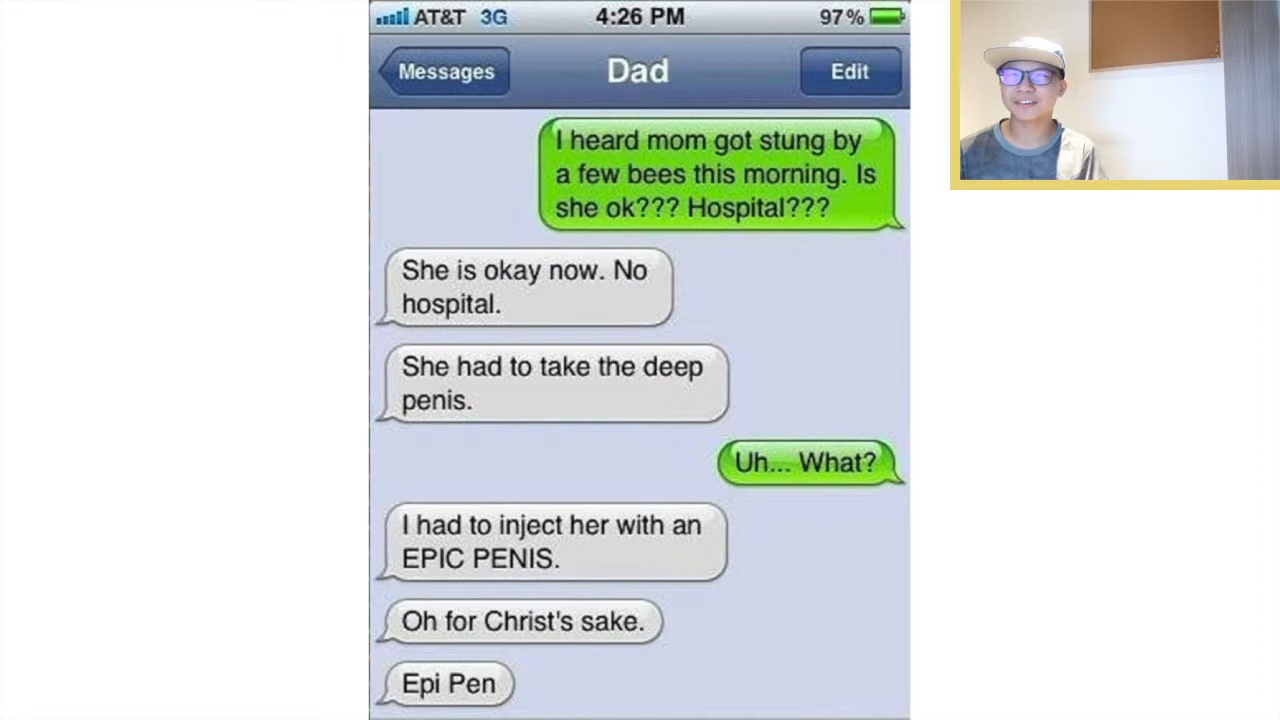 AT&T 3G 4:26 PM 97%
Messages Dad Edit
I heard mom got stung by
a few bees this morning. Is
she ok??? Hospital???
She is okay now. No
hospital.
She had to take the deep
penis.
Uh... What?
I had to inject her with an
EPIC PENIS.
Oh for Christ's sake.
Epi Pen